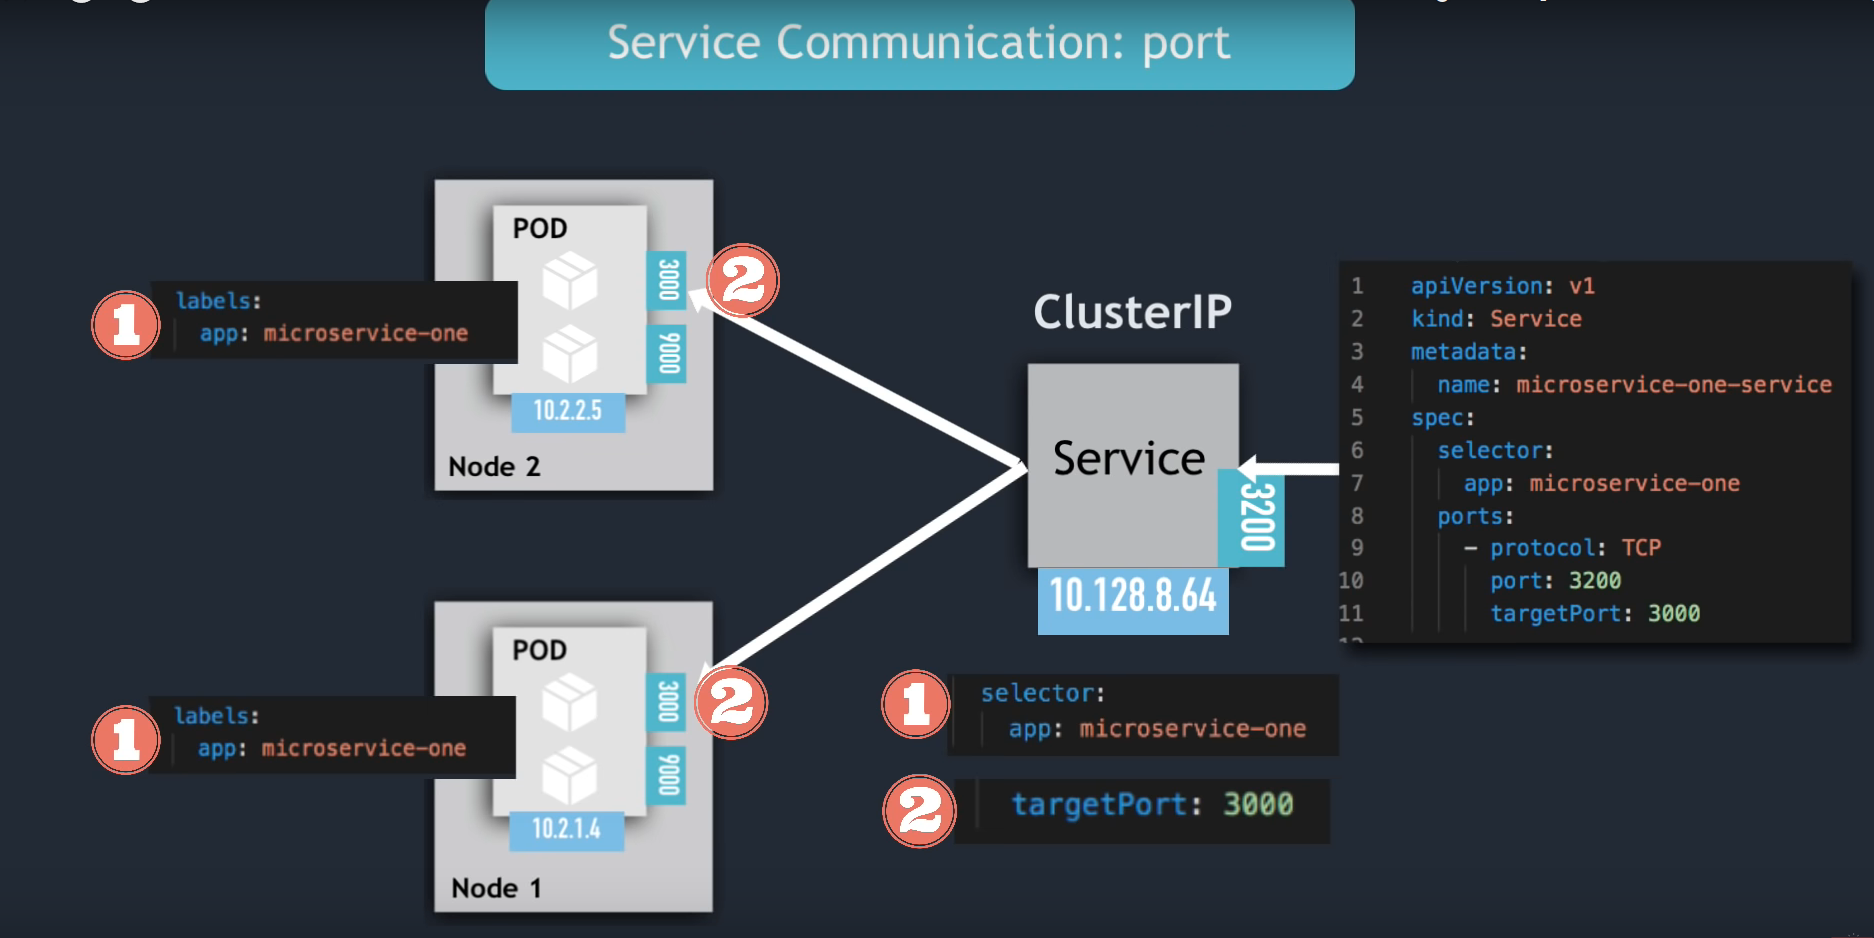 Service Communication: port
POD
3000
9000
10.2.2.5
Node 2
1
labels:
app: microservice-one
2
ClusterIP
Service
3200
10.128.8.64
1 apiVersion: v1
2 kind: Service
3 metadata:
4 name: microservice-one-service
5 spec:
6 selector:
7 app: microservice-one
8 ports:
9 - protocol: TCP
10 port: 3200
11 targetPort: 3000
POD
3000
9000
10.2.1.4
Node 1
1
labels:
app: microservice-one
2
1
selector:
app: microservice-one
2
targetPort: 3000